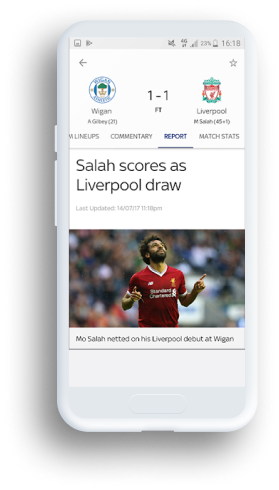 4G 23% 16:18
1-1
FT
Wigan
Liverpool
A Gilbey (21)
M Salah (45+1)
M LINEUPS COMMENTARY REPORT MATCH STATS
Salah scores as
Liverpool draw
Last Updated: 14/07/17 11:18pm
Standard
Chartered
Mo Salah netted on his Liverpool debut at Wigan